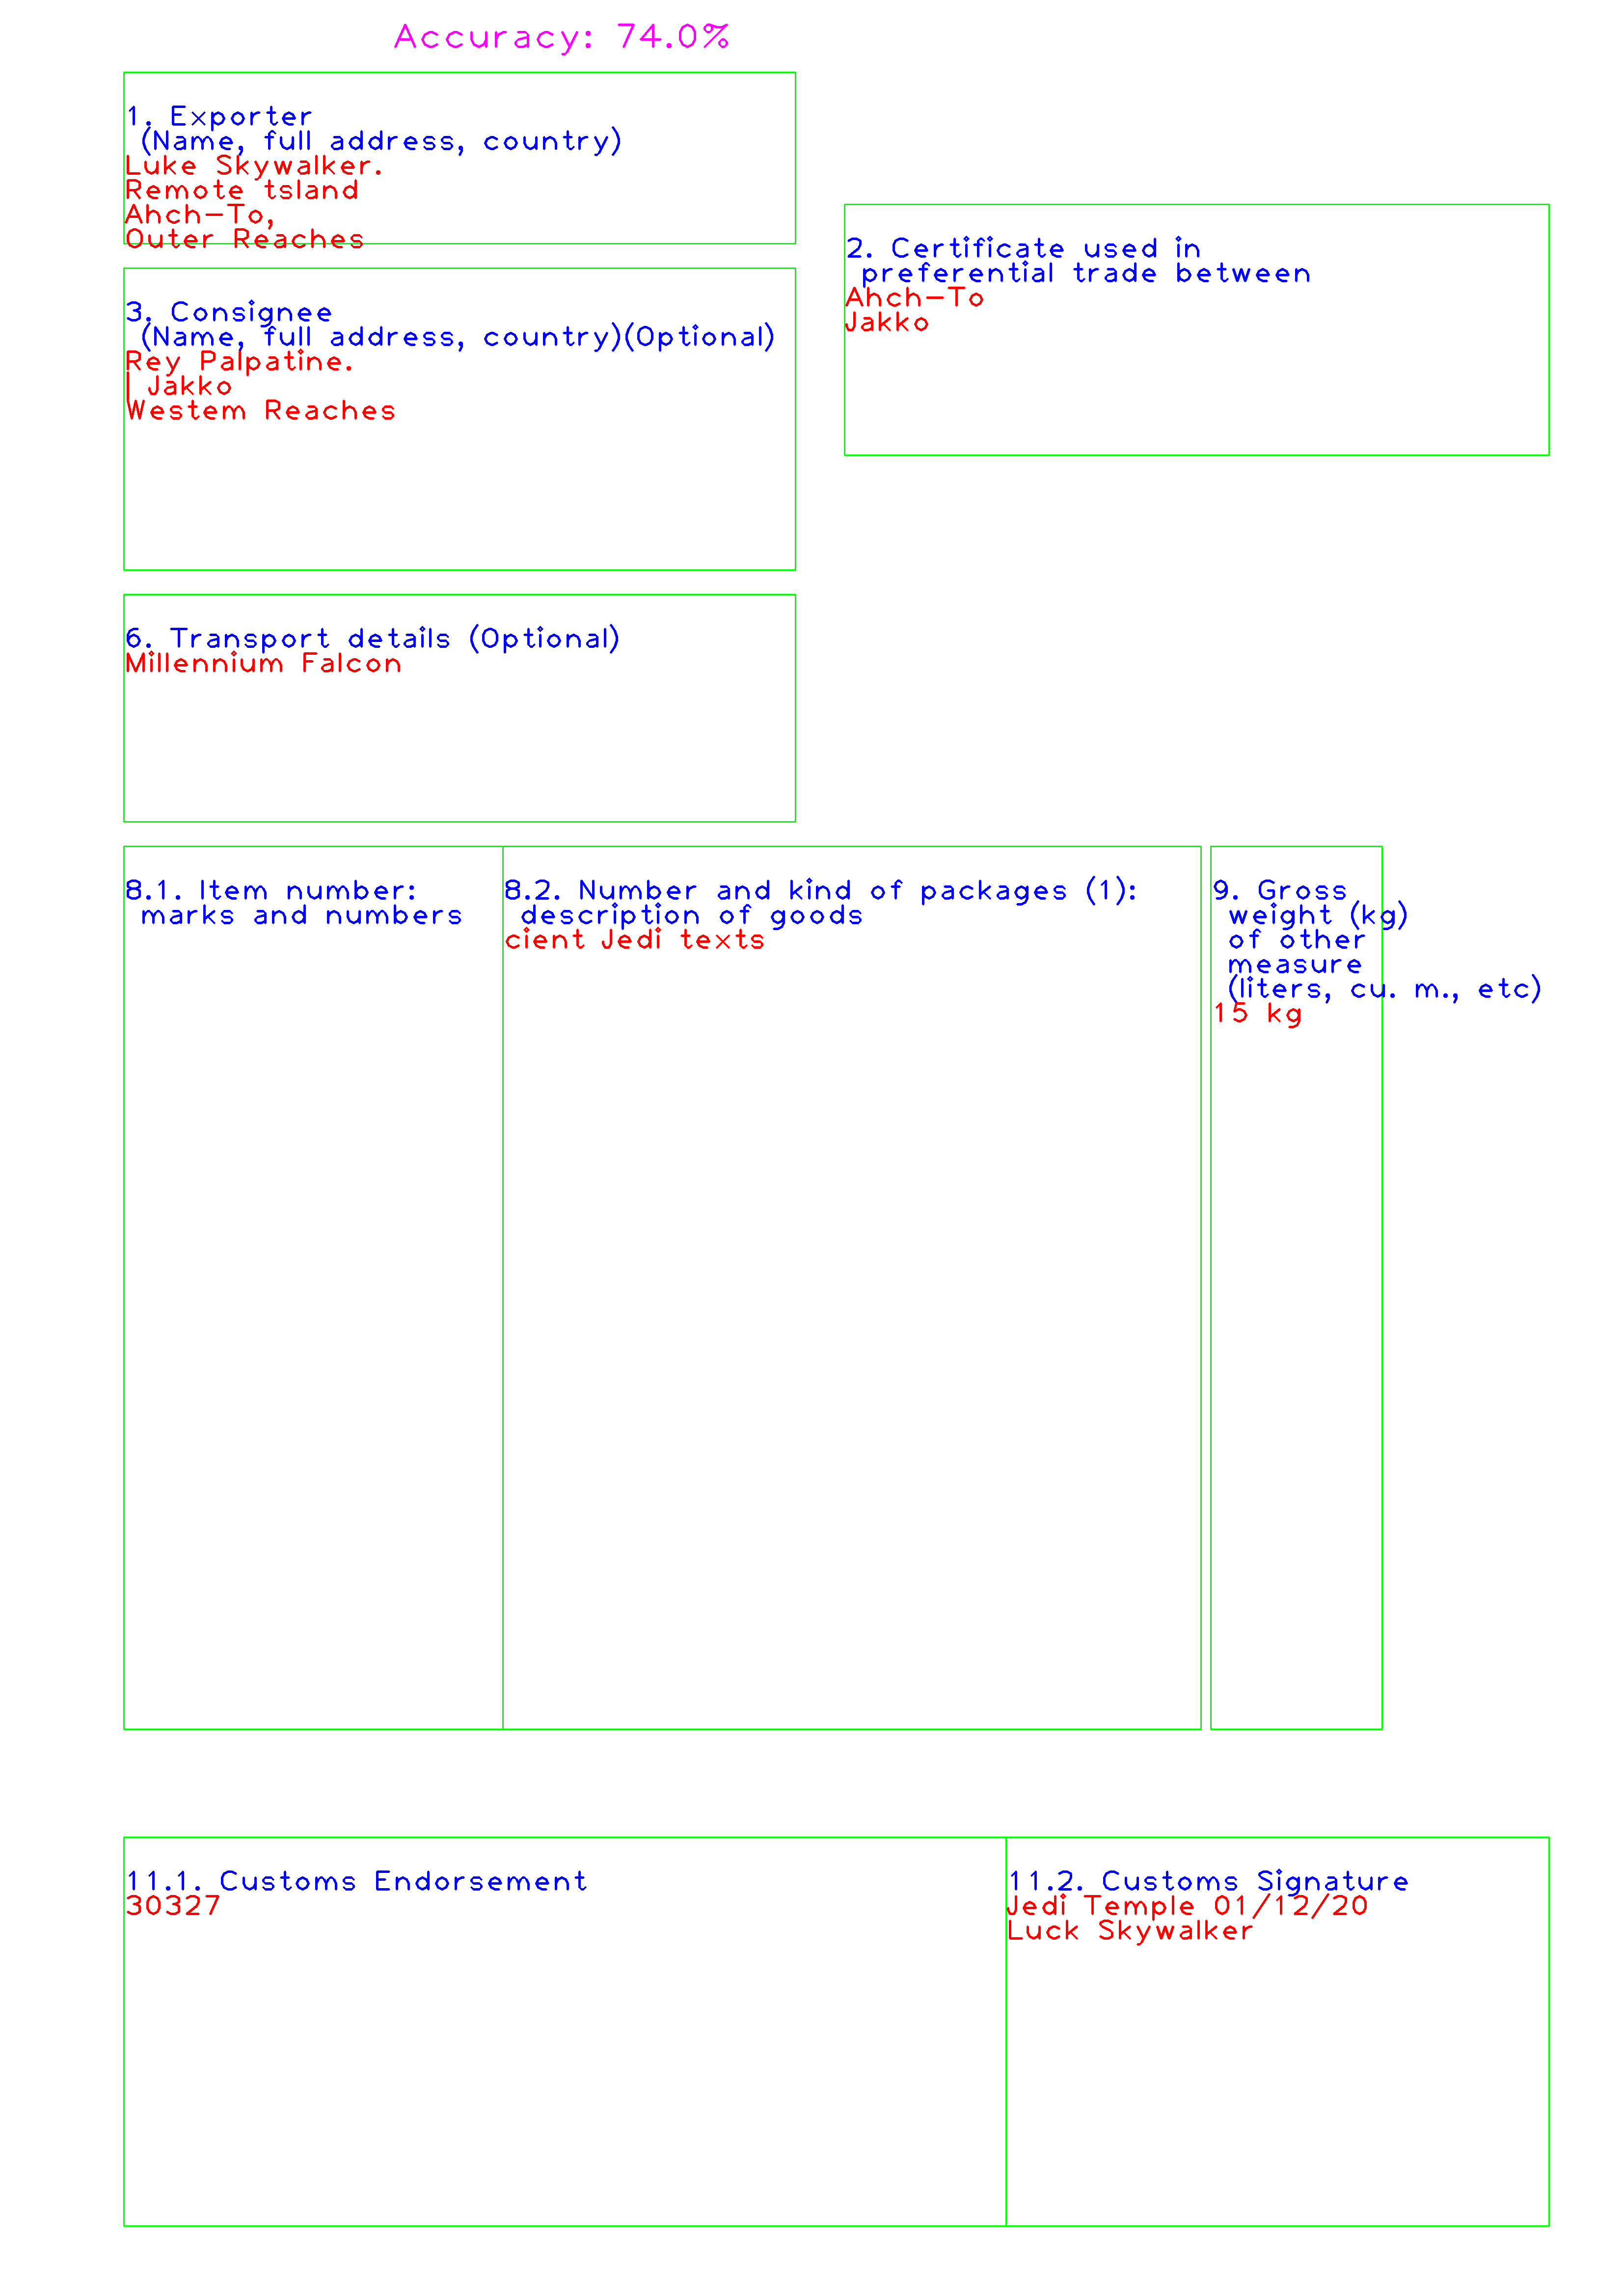 Accuracy: 74.0%
1. Exporter
(Name, full address, country)
Luke Skywalker.
Remote tsland
Ahch-To,
Outer Reaches
2. Certificate used in
preferential trade between
Ahch-To
Jakko
3. Consignee
(Name, full address, country)(Optional)
Rey Palpatine.
| Jakko
Westem Reaches
6. Transport details (Optional)
Millennium Falcon
8.1. Item number:
marks and numbers
8.2. Number and kind of packages (1):
description of goods
cient Jedi texts
9. Gross
weight (kg)
of other
measure
(liters, cu. m., etc)
15 kg
11.1. Customs Endorsement
30327
11.2. Customs Signature
Jedi Temple 01/12/20
Luck Skywalker